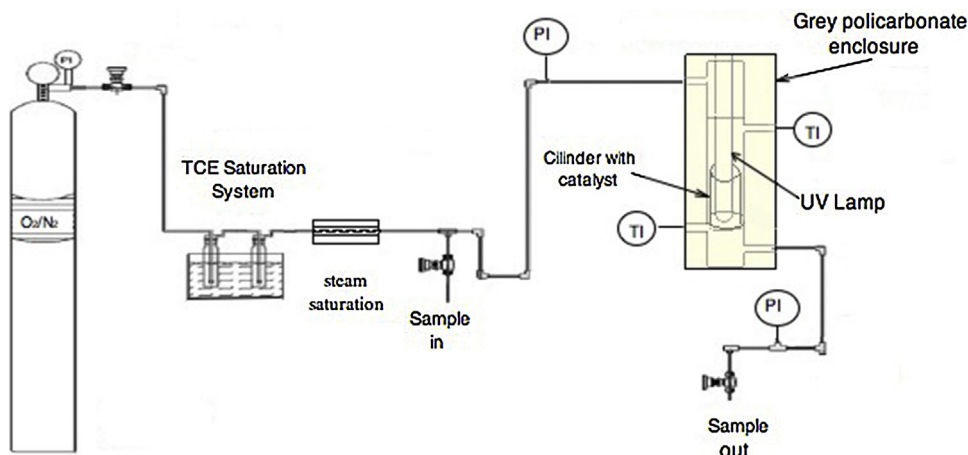 Grey policarbonate
enclosure
PI
PI
TCE Saturation
System
Cilinder with
catalyst
TI
UV Lamp
O2/N2
TI
steam
saturation
Sample
in
PI
Sample
out